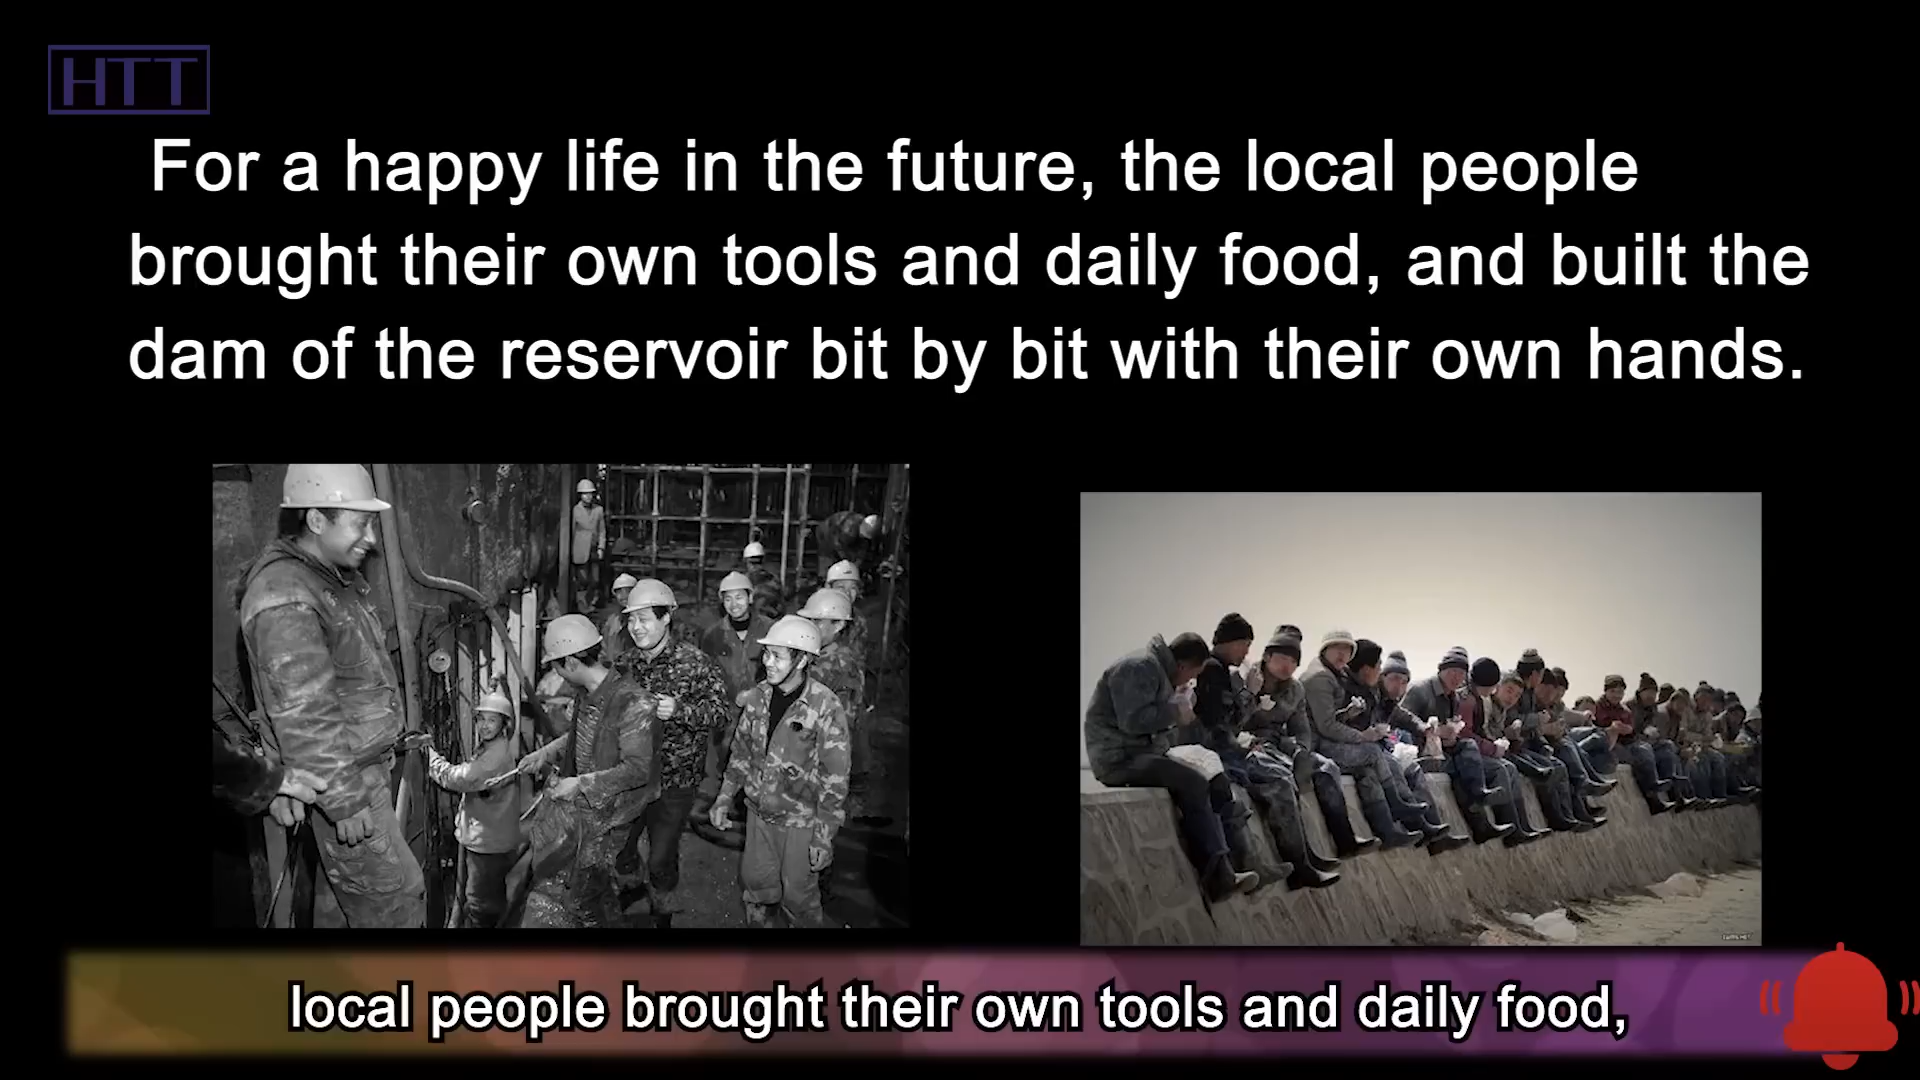 HTT
For a happy life in the future, the local people
brought their own tools and daily food, and built the
dam of the reservoir bit by bit with their own hands.
local people brought their own tools and daily food,